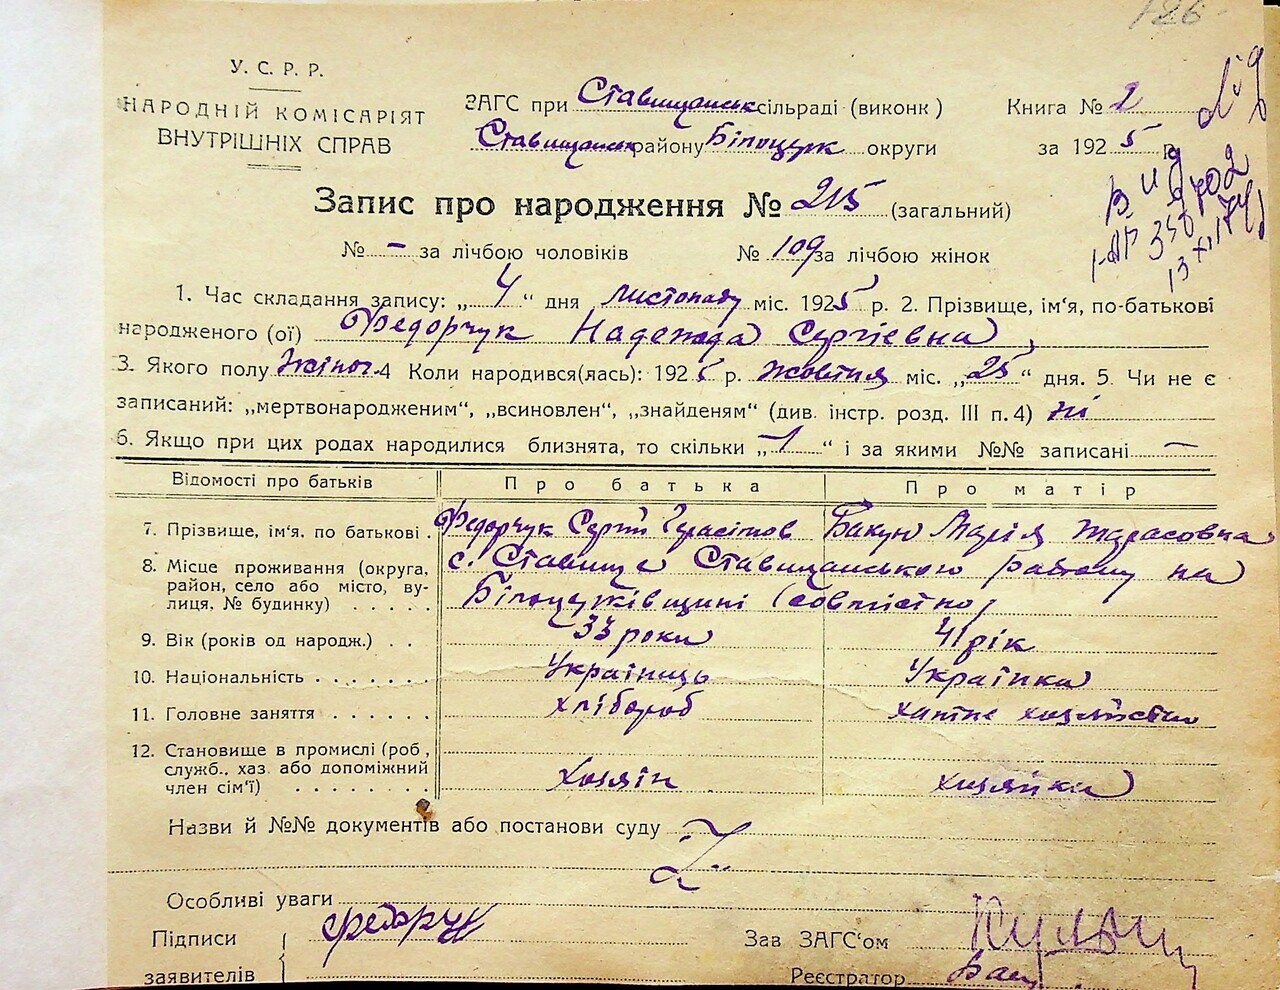 126
У. С. Р. Р.
НАРОДНІЙ КОМІСАРІЯТ
ВНУТРІШНІХ СПРАВ
ЗАГС при Ставищанськ сільраді (виконк )
Ставищанськ району Білоцерк округи
Книга № 2
за 1925 р.
Запис про народження № 215 (загальний)
№ – за лічбою чоловіків № 109 за лічбою жінок
1. Час складання запису: „ 4 “ дня листопаду міс. 1925 р. 2. Прізвище, ім'я, по-батькові
народженого (ої) Федорчук Надежда Сергієвна
3. Якого полу жіноч. 4 Коли народився(лась): 1925 р. жовтня міс. „ 25 “ дня. 5. Чи не є
записаний: „мертвонародженим“, „всиновлен“, „знайденям“ (див. інстр. розд. III п. 4) ні
6. Якщо при цих родах народилися близнята, то скільки „ 1 “ і за якими №№ записані –
Відомості про батьків Про батька Про матір
7. Прізвище, ім'я. по батькові . Федорчук Сергій Герасімов Бакун Марія Тарасовна
8. Місце проживання (округа, район, село або місто, вулиця, № будинку) . . . . . с. Ставище Ставищанського району на
Білоцерківщині (совмістно)
9. Вік (років од народж.) . . 33 роки 41 рік
10. Національність . . . . . . . Українець Українка
11. Головне заняття . . . . . . хлібороб хатне хозяйство
12. Становище в промислі (роб , служб., хаз. або допоміжний член сім'ї) . . . . . . . . хозяін хозяйка
Назви й №№ документів або постанови суду
Особливі уваги
Підписи
заявителів
Федорчук
Зав ЗАГС'ом
Реєстратор